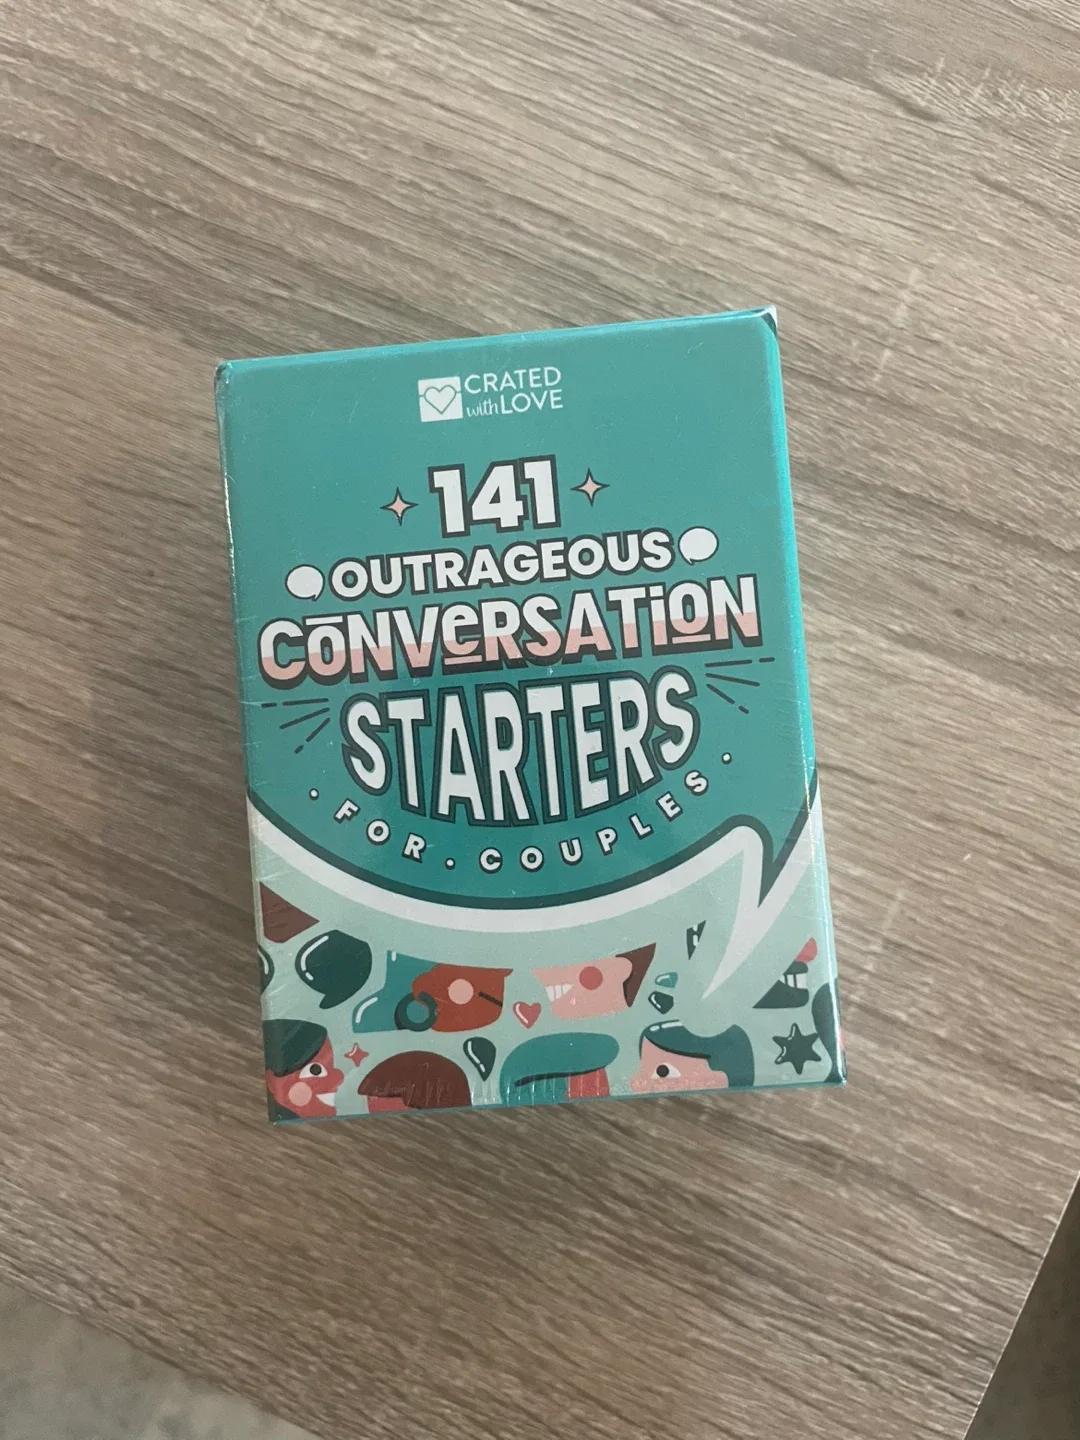 CRATED
with LOVE
141
OUTRAGEOUS
CONVERSATION
STARTERS
· FOR · COUPLES ·